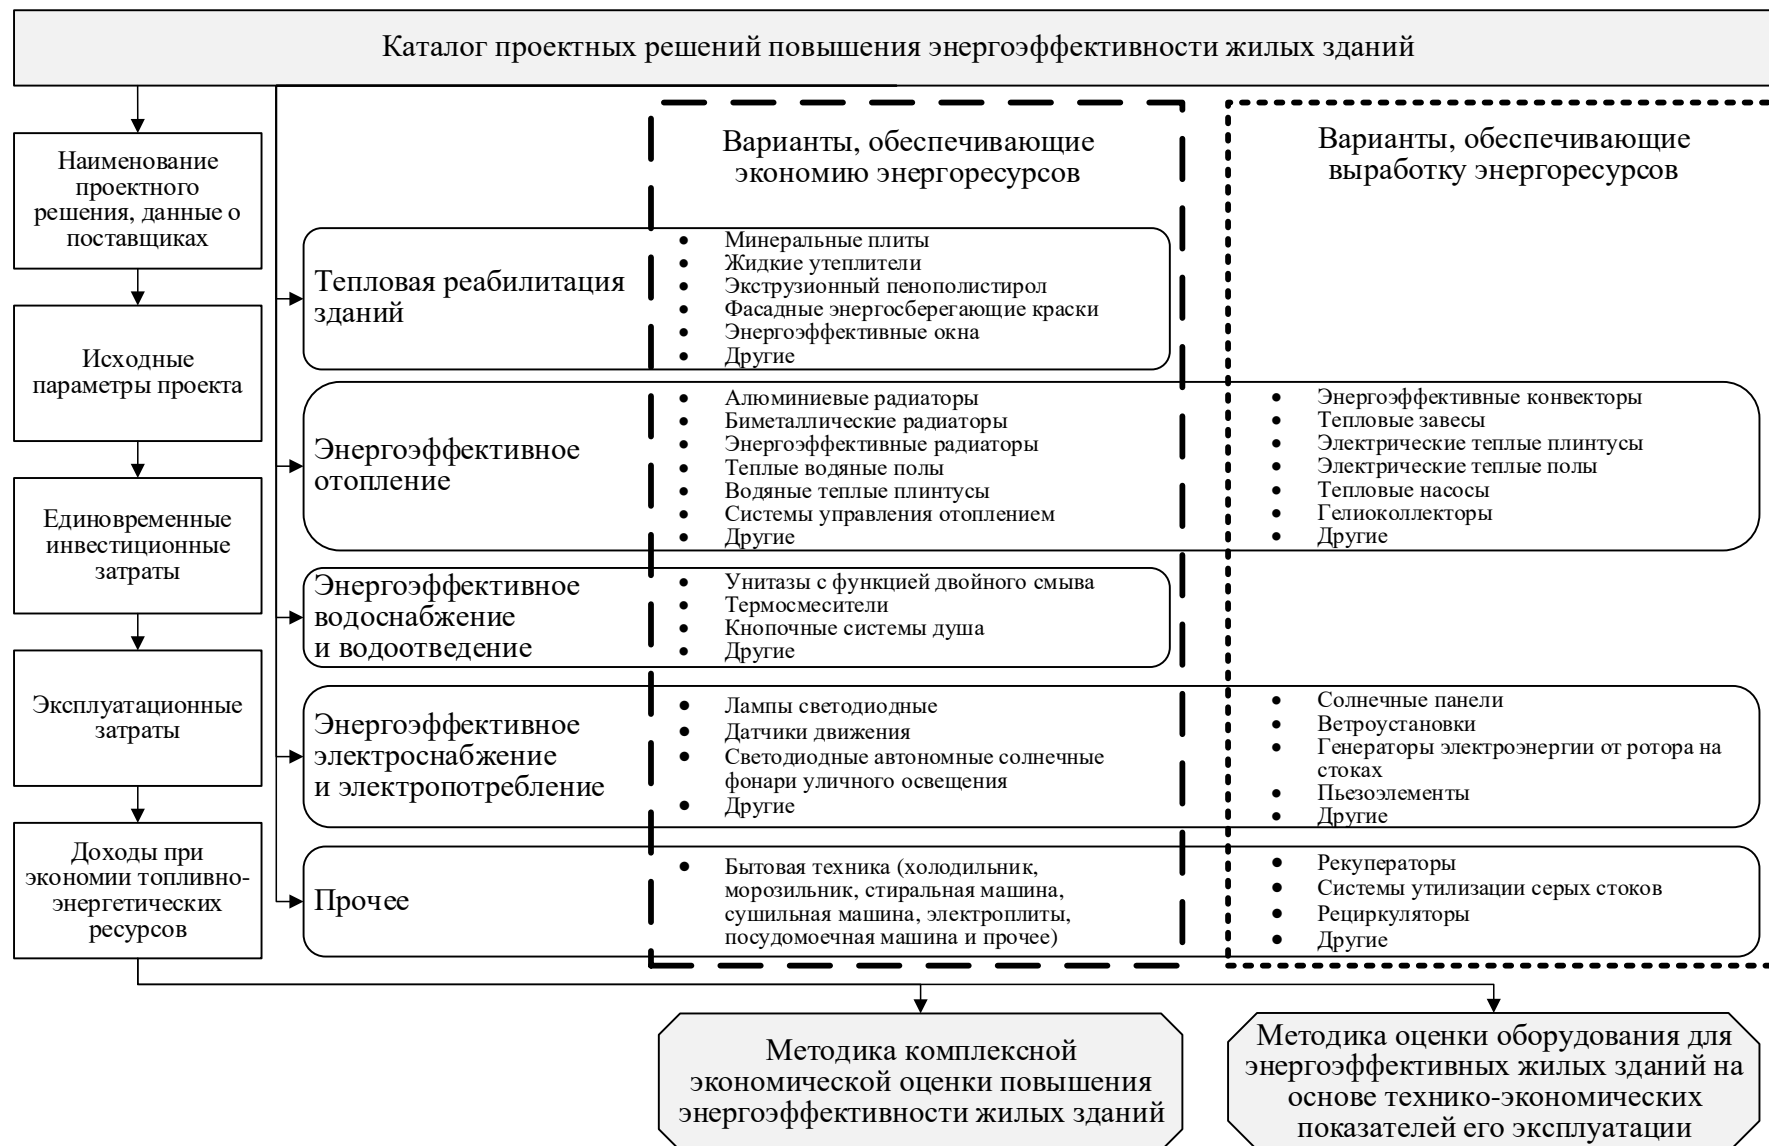 Каталог проектных решений повышения энергоэффективности жилых зданий
Наименование
проектного
решения, данные о
поставщиках
Исходные
параметры проекта
Единовременные
инвестиционные
затраты
Эксплуатационные
затраты
Доходы при
экономии топливно-
энергетических
ресурсов
Варианты, обеспечивающие
экономию энергоресурсов
Варианты, обеспечивающие
выработку энергоресурсов
Тепловая реабилитация
зданий
• Минеральные плиты
• Жидкие утеплители
• Экструзионный пенополистирол
• Фасадные энергосберегающие краски
• Энергоэффективные окна
• Другие
Энергоэффективное
отопление
• Алюминиевые радиаторы
• Биметаллические радиаторы
• Энергоэффективные радиаторы
• Теплые водяные полы
• Водяные теплые плинтусы
• Системы управления отоплением
• Другие
• Энергоэффективные конвекторы
• Тепловые завесы
• Электрические теплые плинтусы
• Электрические теплые полы
• Тепловые насосы
• Гелиоколлекторы
• Другие
Энергоэффективное
водоснабжение
и водоотведение
• Унитазы с функцией двойного смыва
• Термосмесители
• Кнопочные системы душа
• Другие
Энергоэффективное
электроснабжение
и электропотребление
• Лампы светодиодные
• Датчики движения
• Светодиодные автономные солнечные
фонари уличного освещения
• Другие
• Солнечные панели
• Ветроустановки
• Генераторы электроэнергии от ротора на
стоках
• Пьезоэлементы
• Другие
Прочее
• Бытовая техника (холодильник,
морозильник, стиральная машина,
сушильная машина, электроплиты,
посудомоечная машина и прочее)
• Рекуператоры
• Системы утилизации серых стоков
• Рециркуляторы
• Другие
Методика комплексной
экономической оценки повышения
энергоэффективности жилых зданий
Методика оценки оборудования для
энергоэффективных жилых зданий на
основе технико-экономических
показателей его эксплуатации